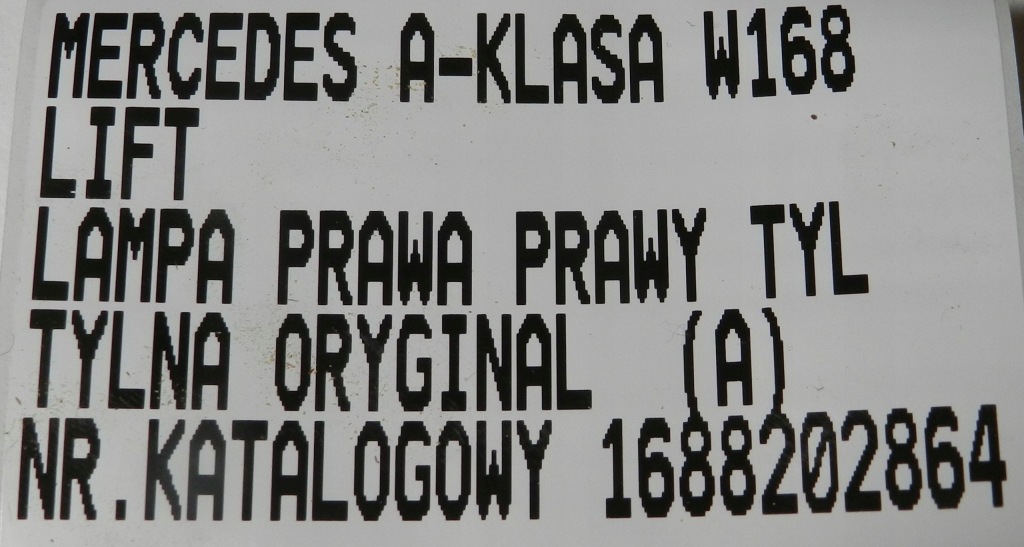 MERCEDES A-KLASA W168
LIFT
LAMPA PRAWA PRAWY TYL
TYLNA ORYGINAL (A)
NR.KATALOGOWY 1688202864